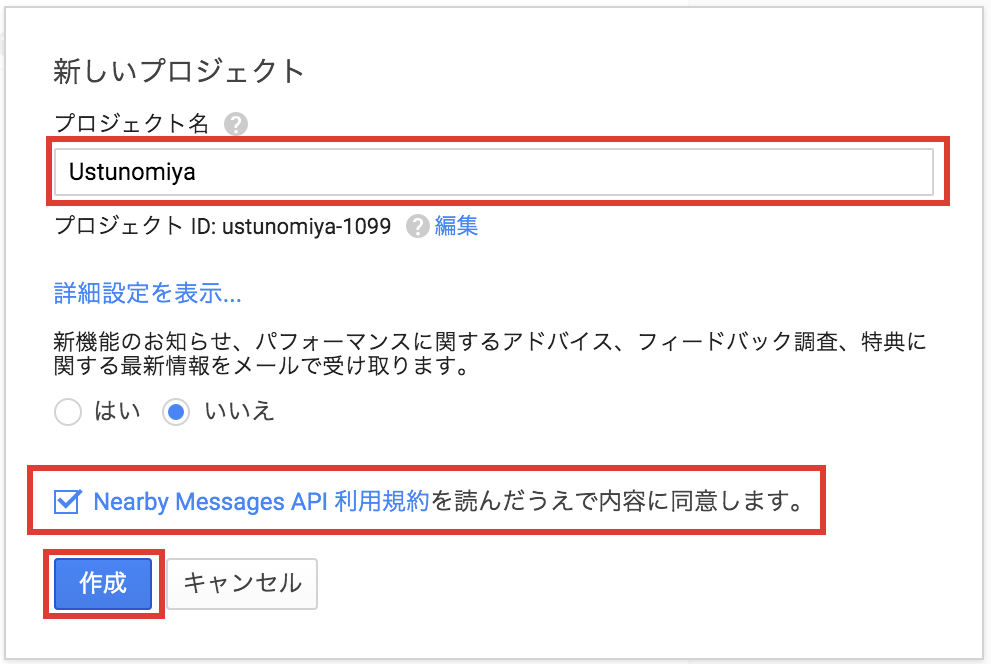 新しいプロジェクト
プロジェクト名 ?
Ustunomiya
プロジェクト ID: ustunomiya-1099 ? 編集
詳細設定を表示...
新機能のお知らせ、パフォーマンスに関するアドバイス、フィードバック調査、特典に
関する最新情報をメールで受け取ります。
はい いいえ
Nearby Messages API 利用規約を読んだうえで内容に同意します。
作成 キャンセル